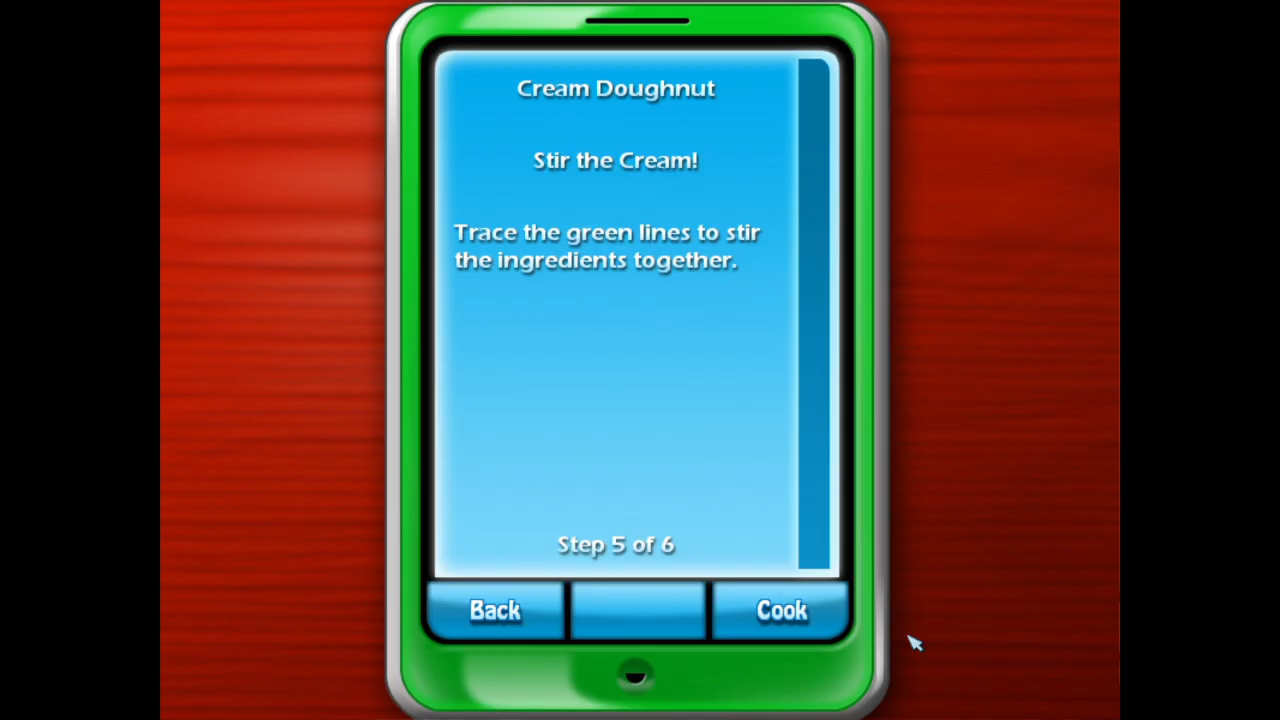 Cream Doughnut
Stir the Cream!
Trace the green lines to stir
the ingredients together.
Step 5 of 6
Back
Cook